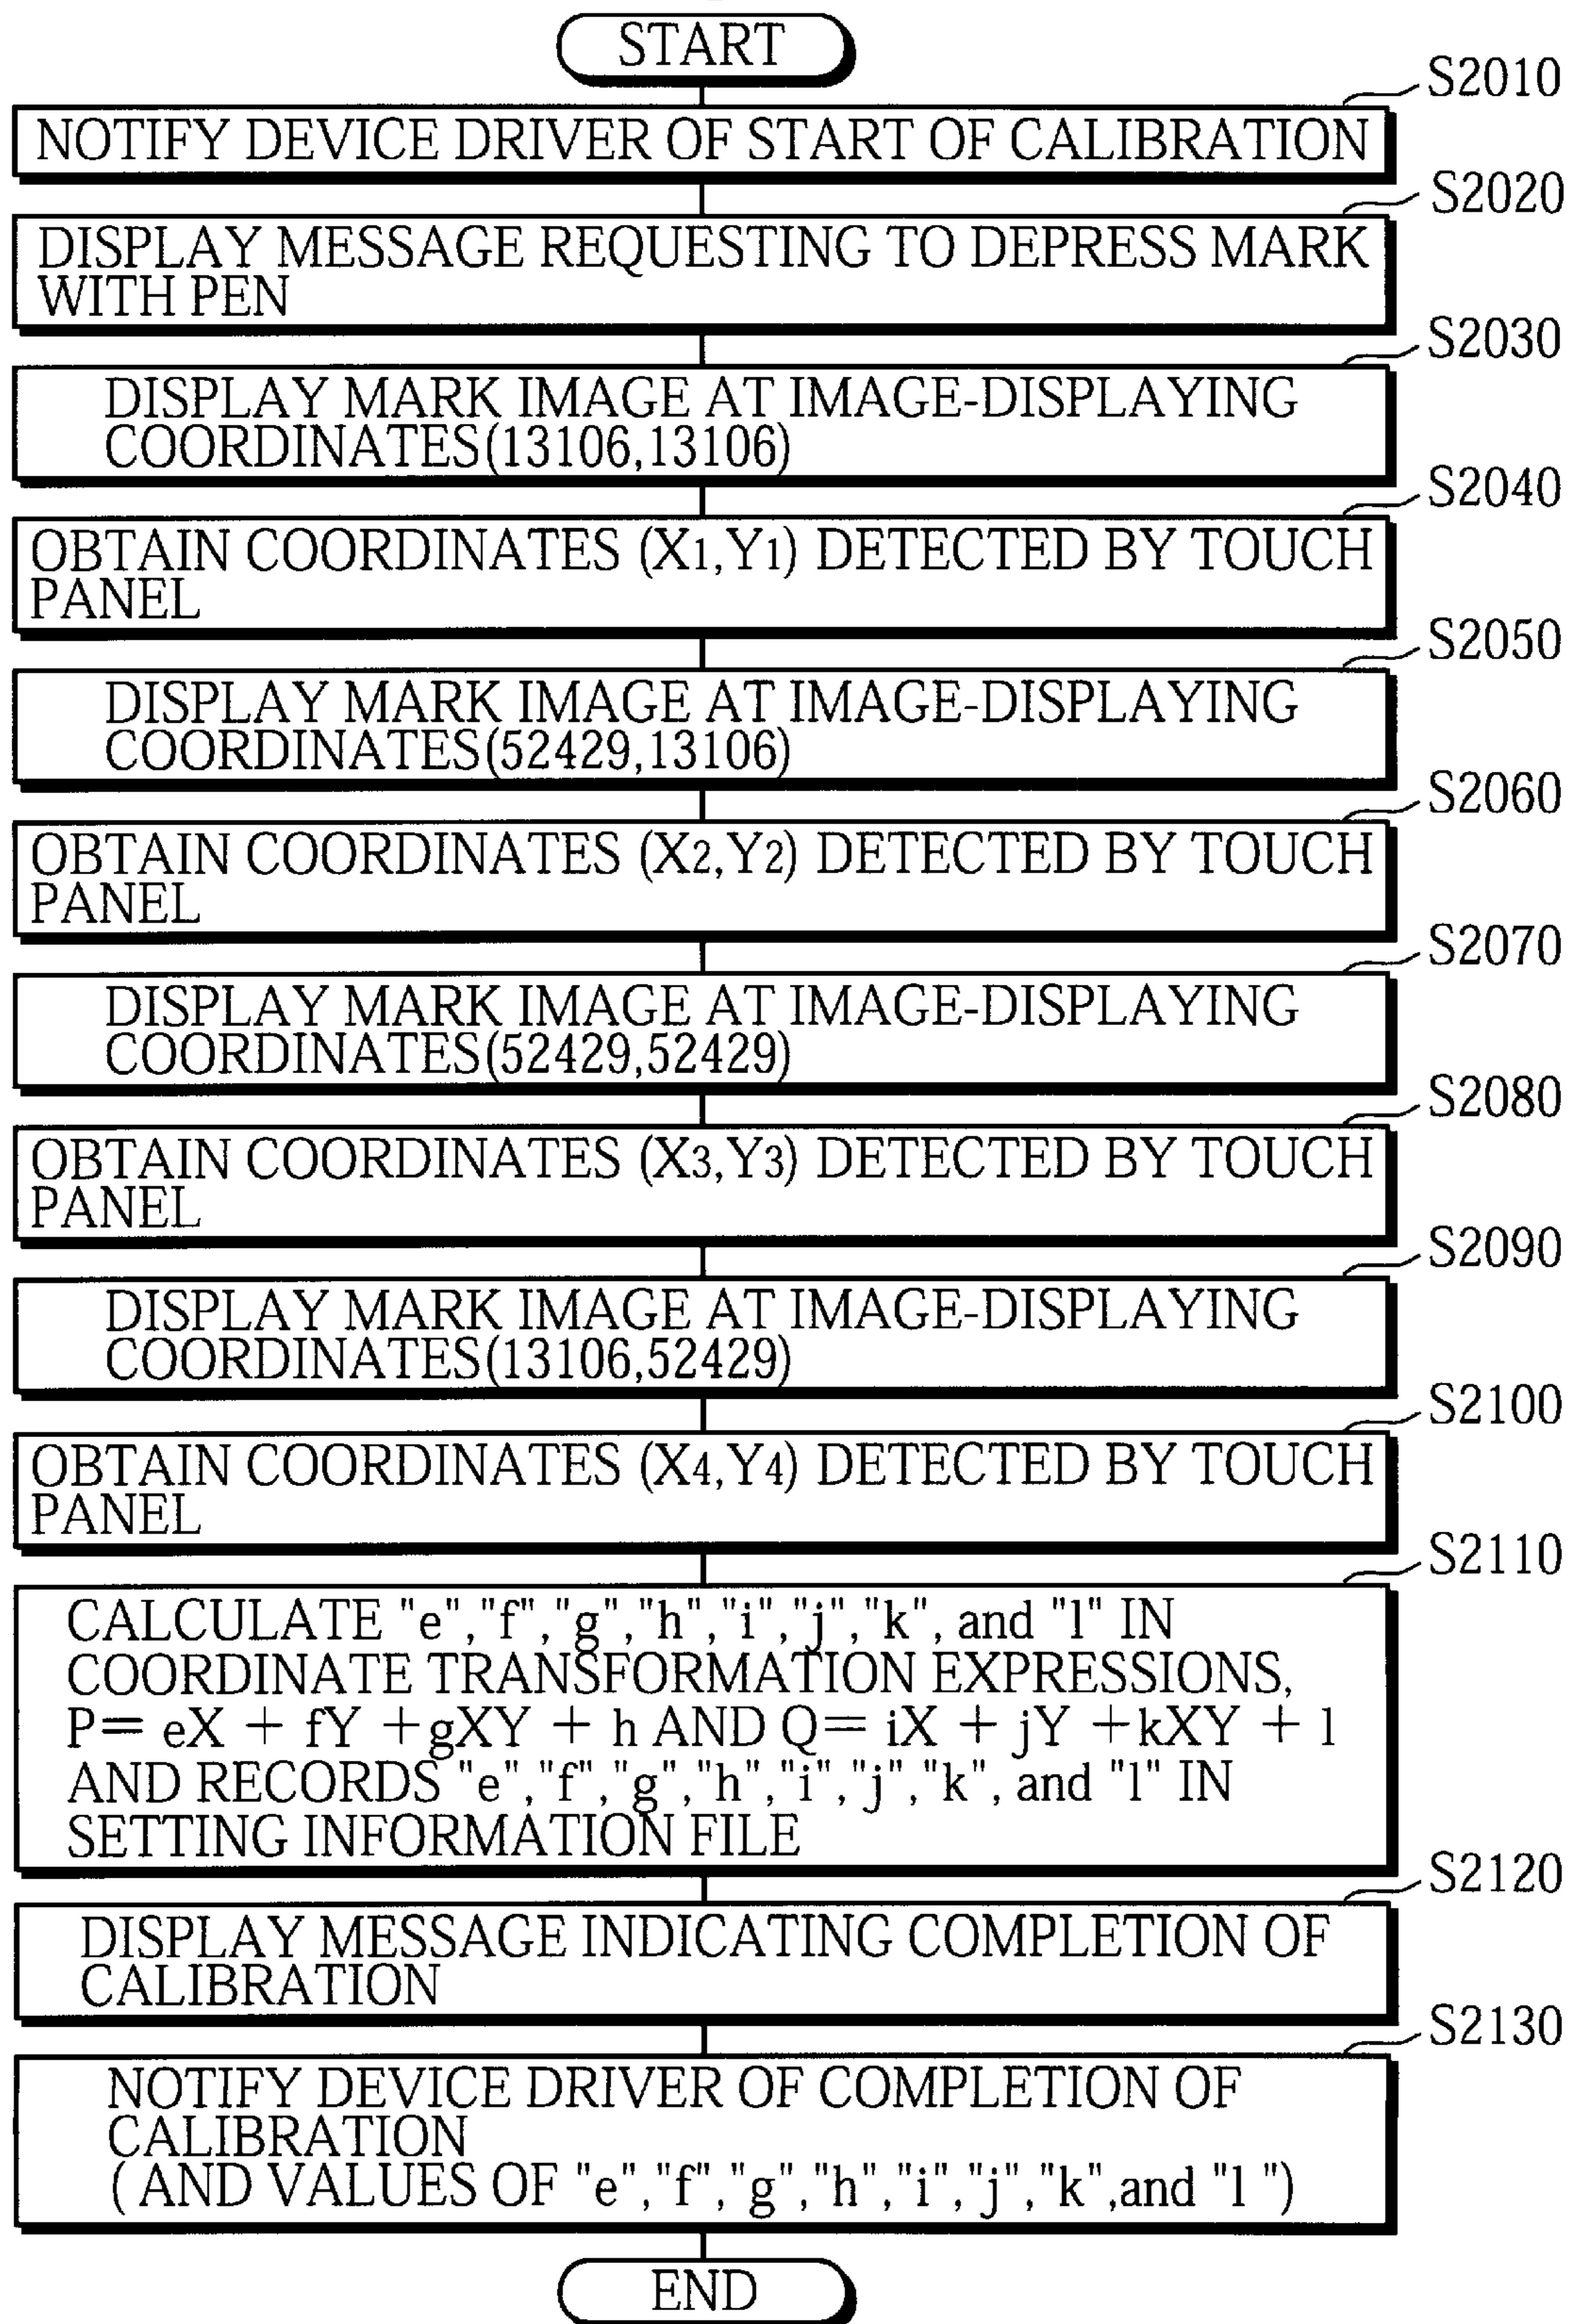 START
S2010
NOTIFY DEVICE DRIVER OF START OF CALIBRATION
S2020
DISPLAY MESSAGE REQUESTING TO DEPRESS MARK
WITH PEN
S2030
DISPLAY MARK IMAGE AT IMAGE-DISPLAYING
COORDINATES(13106,13106)
S2040
OBTAIN COORDINATES (X1,Y1) DETECTED BY TOUCH
PANEL
S2050
DISPLAY MARK IMAGE AT IMAGE-DISPLAYING
COORDINATES(52429,13106)
S2060
OBTAIN COORDINATES (X2,Y2) DETECTED BY TOUCH
PANEL
S2070
DISPLAY MARK IMAGE AT IMAGE-DISPLAYING
COORDINATES(52429,52429)
S2080
OBTAIN COORDINATES (X3,Y3) DETECTED BY TOUCH
PANEL
S2090
DISPLAY MARK IMAGE AT IMAGE-DISPLAYING
COORDINATES(13106,52429)
S2100
OBTAIN COORDINATES (X4,Y4) DETECTED BY TOUCH
PANEL
S2110
CALCULATE "e","f","g","h","i","j","k", and "l" IN
COORDINATE TRANSFORMATION EXPRESSIONS,
P= eX + fY +gXY + h AND Q= iX + jY +kXY + l
AND RECORDS "e","f","g","h","i","j","k", and "l" IN
SETTING INFORMATION FILE
S2120
DISPLAY MESSAGE INDICATING COMPLETION OF
CALIBRATION
S2130
NOTIFY DEVICE DRIVER OF COMPLETION OF
CALIBRATION
( AND VALUES OF "e","f","g","h","i","j","k",and "l ")
END